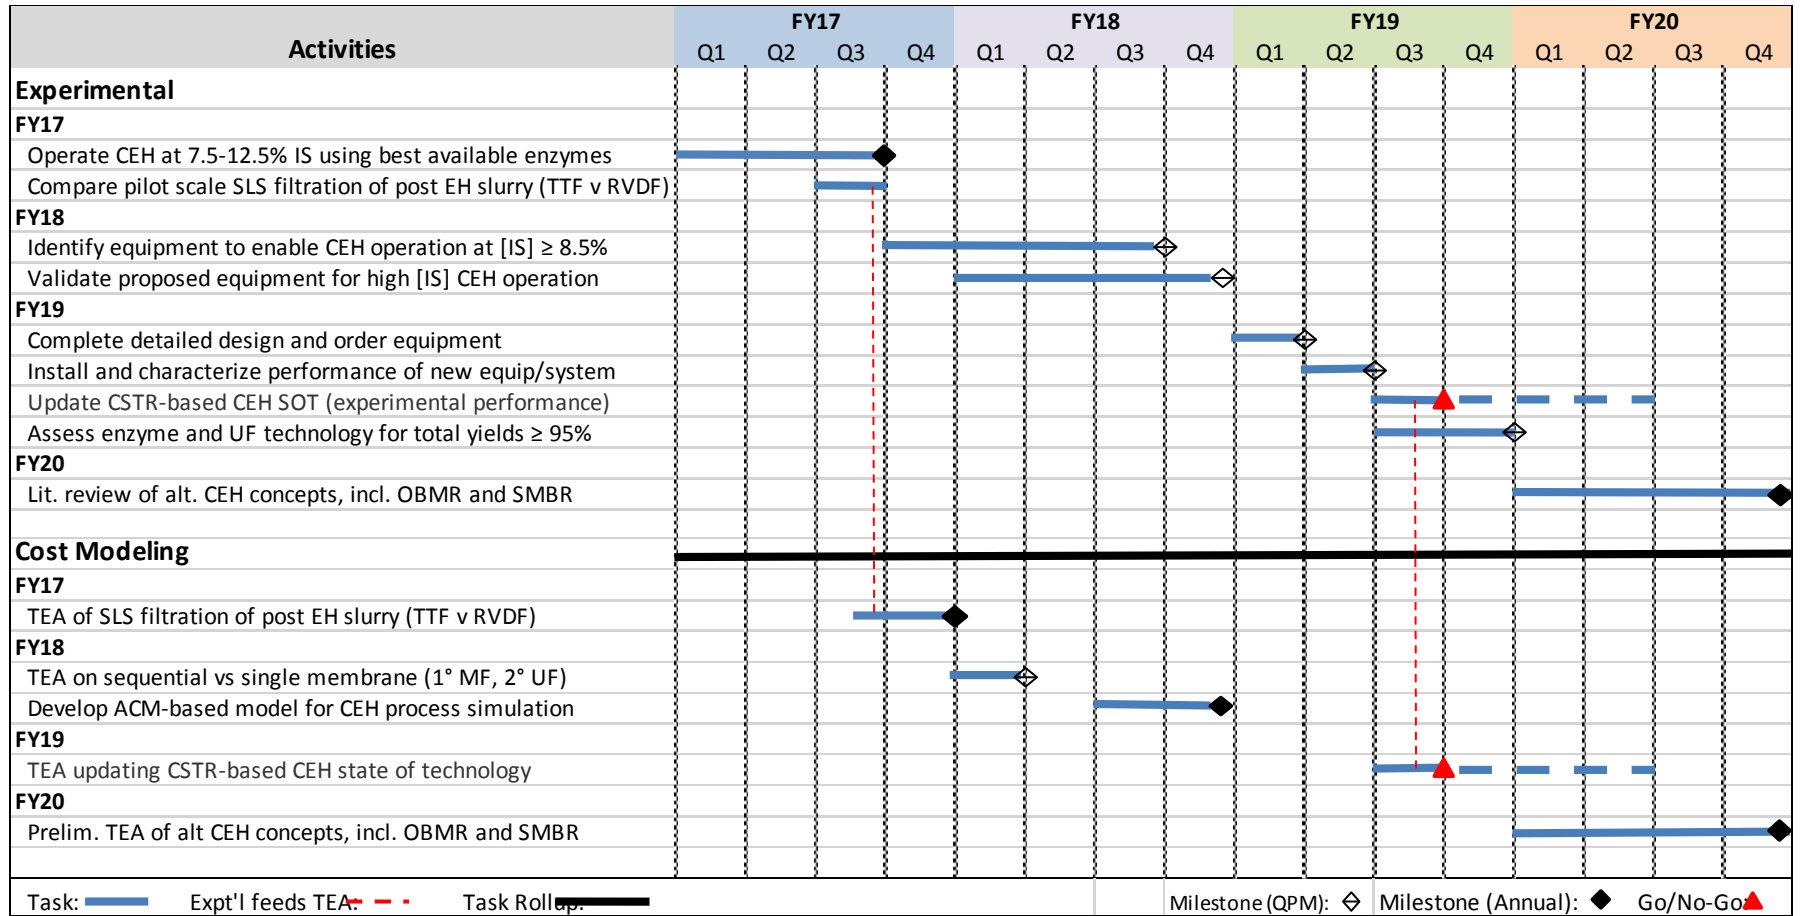 FY17 FY18 FY19 FY20
Activities Q1 Q2 Q3 Q4 Q1 Q2 Q3 Q4 Q1 Q2 Q3 Q4 Q1 Q2 Q3 Q4
Experimental
FY17
Operate CEH at 7.5-12.5% IS using best available enzymes
Compare pilot scale SLS filtration of post EH slurry (TTF v RVDF)
FY18
Identify equipment to enable CEH operation at [IS] ≥ 8.5%
Validate proposed equipment for high [IS] CEH operation
FY19
Complete detailed design and order equipment
Install and characterize performance of new equip/system
Update CSTR-based CEH SOT (experimental performance)
Assess enzyme and UF technology for total yields ≥ 95%
FY20
Lit. review of alt. CEH concepts, incl. OBMR and SMBR
Cost Modeling
FY17
TEA of SLS filtration of post EH slurry (TTF v RVDF)
FY18
TEA on sequential vs single membrane (1° MF, 2° UF)
Develop ACM-based model for CEH process simulation
FY19
TEA updating CSTR-based CEH state of technology
FY20
Prelim. TEA of alt CEH concepts, incl. OBMR and SMBR
Task: Expt'l feeds TEA: Task Rollup: Milestone (QPM): Milestone (Annual): Go/No-Go: